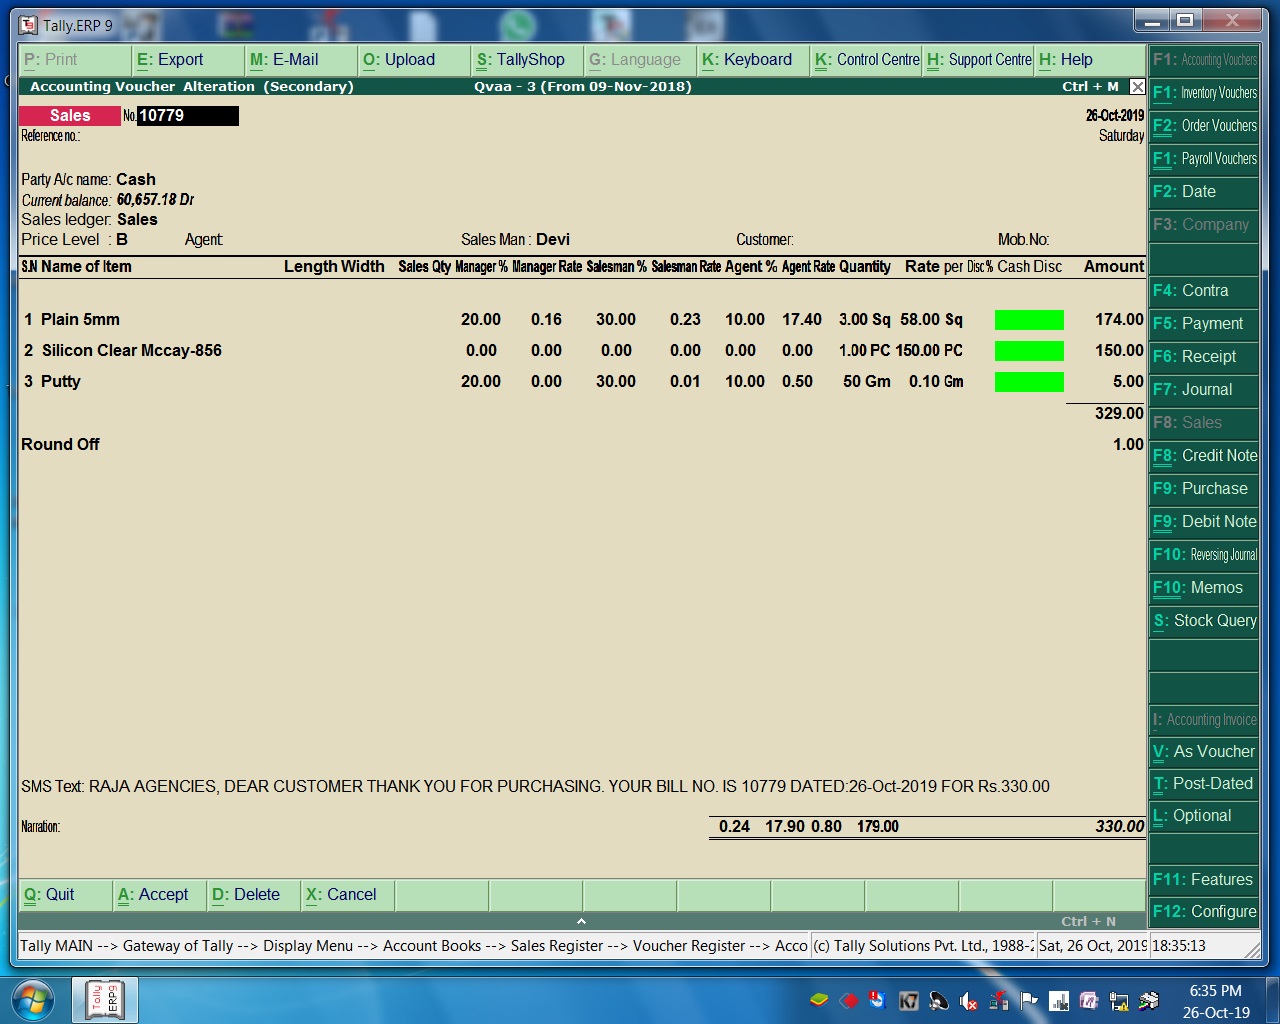 Tally.ERP 9
P: Print E: Export M: E-Mail O: Upload S: TallyShop G: Language K: Keyboard K: Control Centre H: Support Centre H: Help
Accounting Voucher Alteration (Secondary) Qvaa - 3 (From 09-Nov-2018) Ctrl + M
Sales No. 10779 26-Oct-2019
Reference no.: Saturday
Party A/c name: Cash
Current balance: 60,657.18 Dr
Sales ledger: Sales
Price Level : B Agent: Sales Man : Devi Customer: Mob.No:
S.N Name of Item Length Width Sales Qty Manager % Manager Rate Salesman % Salesman Rate Agent % Agent Rate Quantity Rate per Disc % Cash Disc Amount
1 Plain 5mm 20.00 0.16 30.00 0.23 10.00 17.40 3.00 Sq 58.00 Sq 174.00
2 Silicon Clear Mccay-856 0.00 0.00 0.00 0.00 0.00 0.00 1.00 PC 150.00 PC 150.00
3 Putty 20.00 0.00 30.00 0.01 10.00 0.50 50 Gm 0.10 Gm 5.00
329.00
Round Off 1.00
SMS Text: RAJA AGENCIES, DEAR CUSTOMER THANK YOU FOR PURCHASING. YOUR BILL NO. IS 10779 DATED:26-Oct-2019 FOR Rs.330.00
Narration: 0.24 17.90 0.80 179.00 330.00
Q: Quit A: Accept D: Delete X: Cancel
Ctrl + N
Tally MAIN --> Gateway of Tally --> Display Menu --> Account Books --> Sales Register --> Voucher Register --> Acco (c) Tally Solutions Pvt. Ltd., 1988-2 Sat, 26 Oct, 2019 18:35:13
F1: Accounting Vouchers
F1: Inventory Vouchers
F2: Order Vouchers
F1: Payroll Vouchers
F2: Date
F3: Company
F4: Contra
F5: Payment
F6: Receipt
F7: Journal
F8: Sales
F8: Credit Note
F9: Purchase
F9: Debit Note
F10: Reversing Journal
F10: Memos
S: Stock Query
I: Accounting Invoice
V: As Voucher
T: Post-Dated
L: Optional
F11: Features
F12: Configure
Tally ERP9
K7
6:35 PM
26-Oct-19